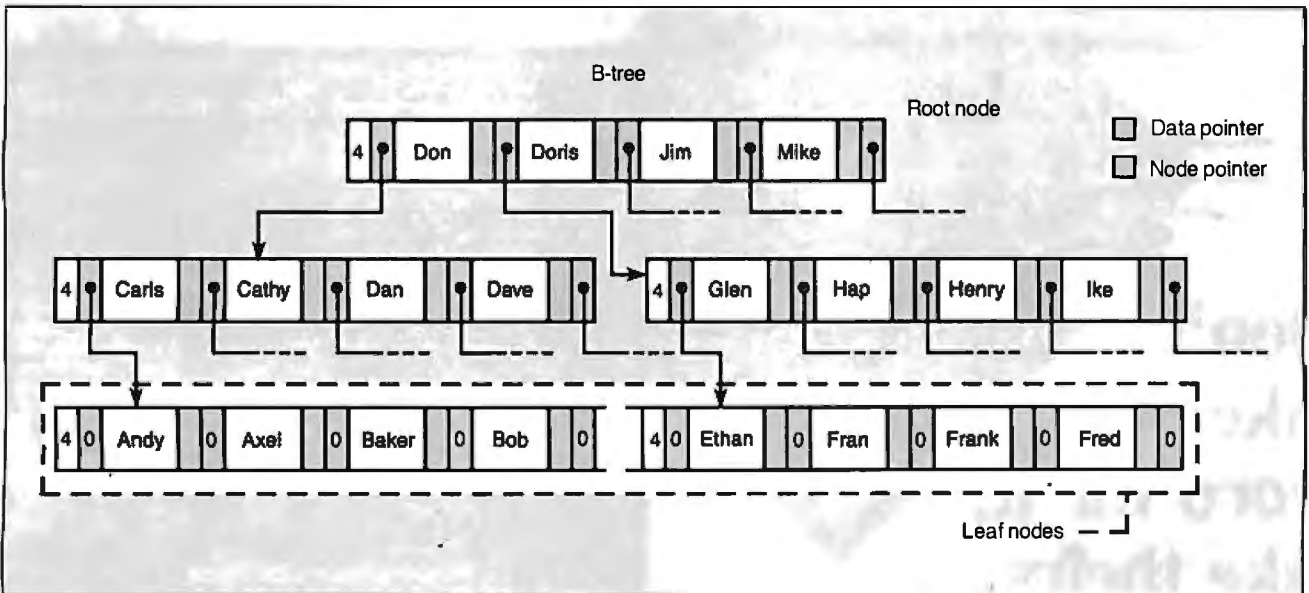 B-tree
Root node
4 Don Doris Jim Mike
Data pointer
Node pointer
4 Carls Cathy Dan Dave
4 Glen Hap Henry Ike
4 0 Andy 0 Axel 0 Baker 0 Bob 0
4 0 Ethan 0 Fran 0 Frank 0 Fred 0
Leaf nodes